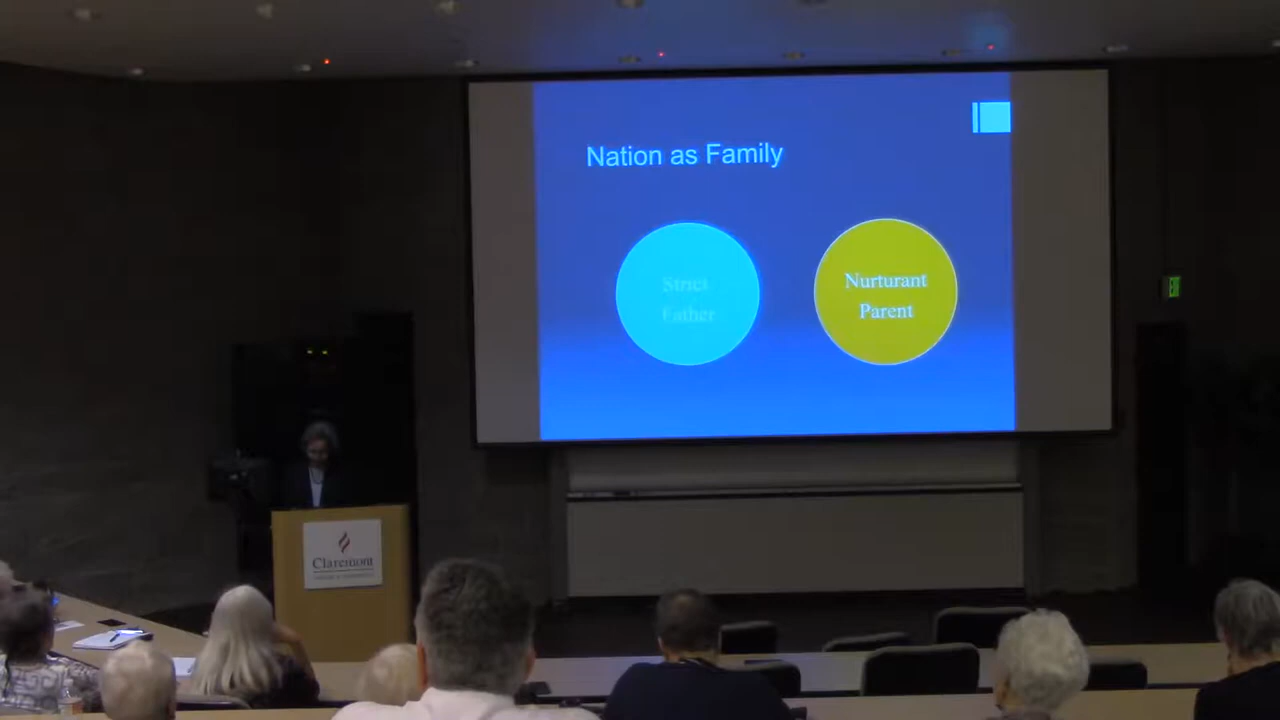 Nation as Family
Strict
Father
Nurturant
Parent
Claremont